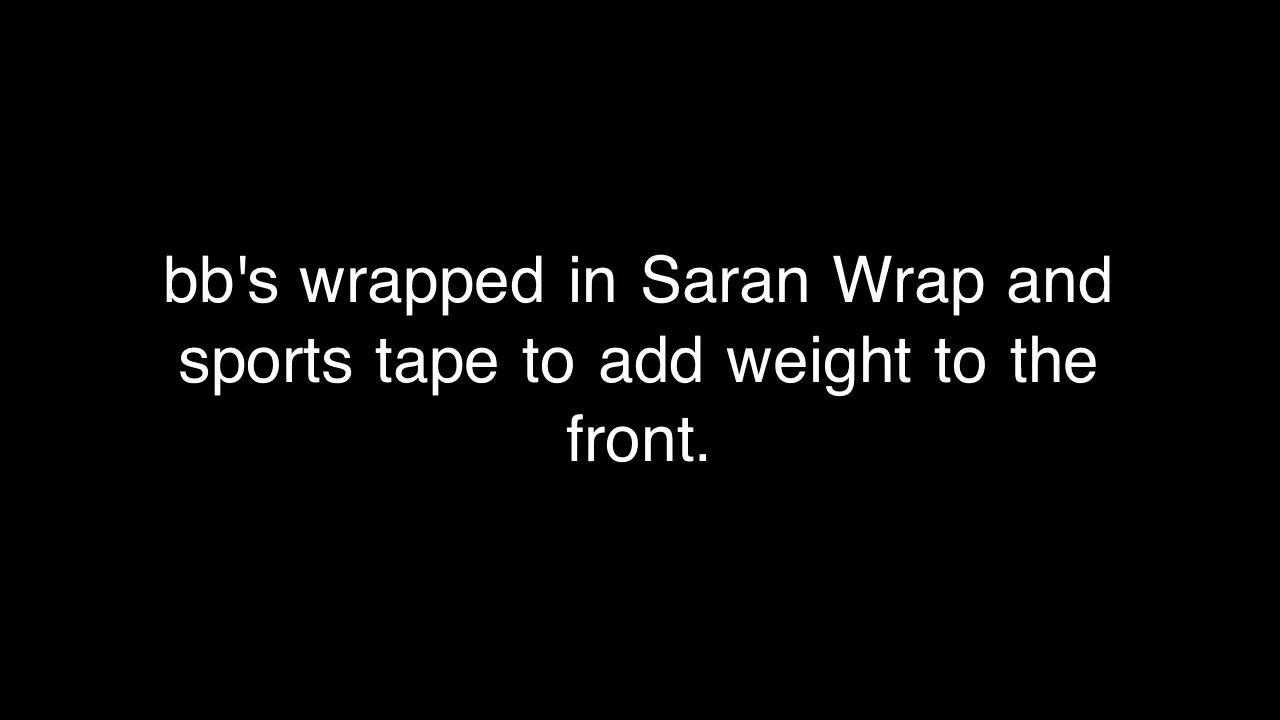 bb's wrapped in Saran Wrap and
sports tape to add weight to the
front.